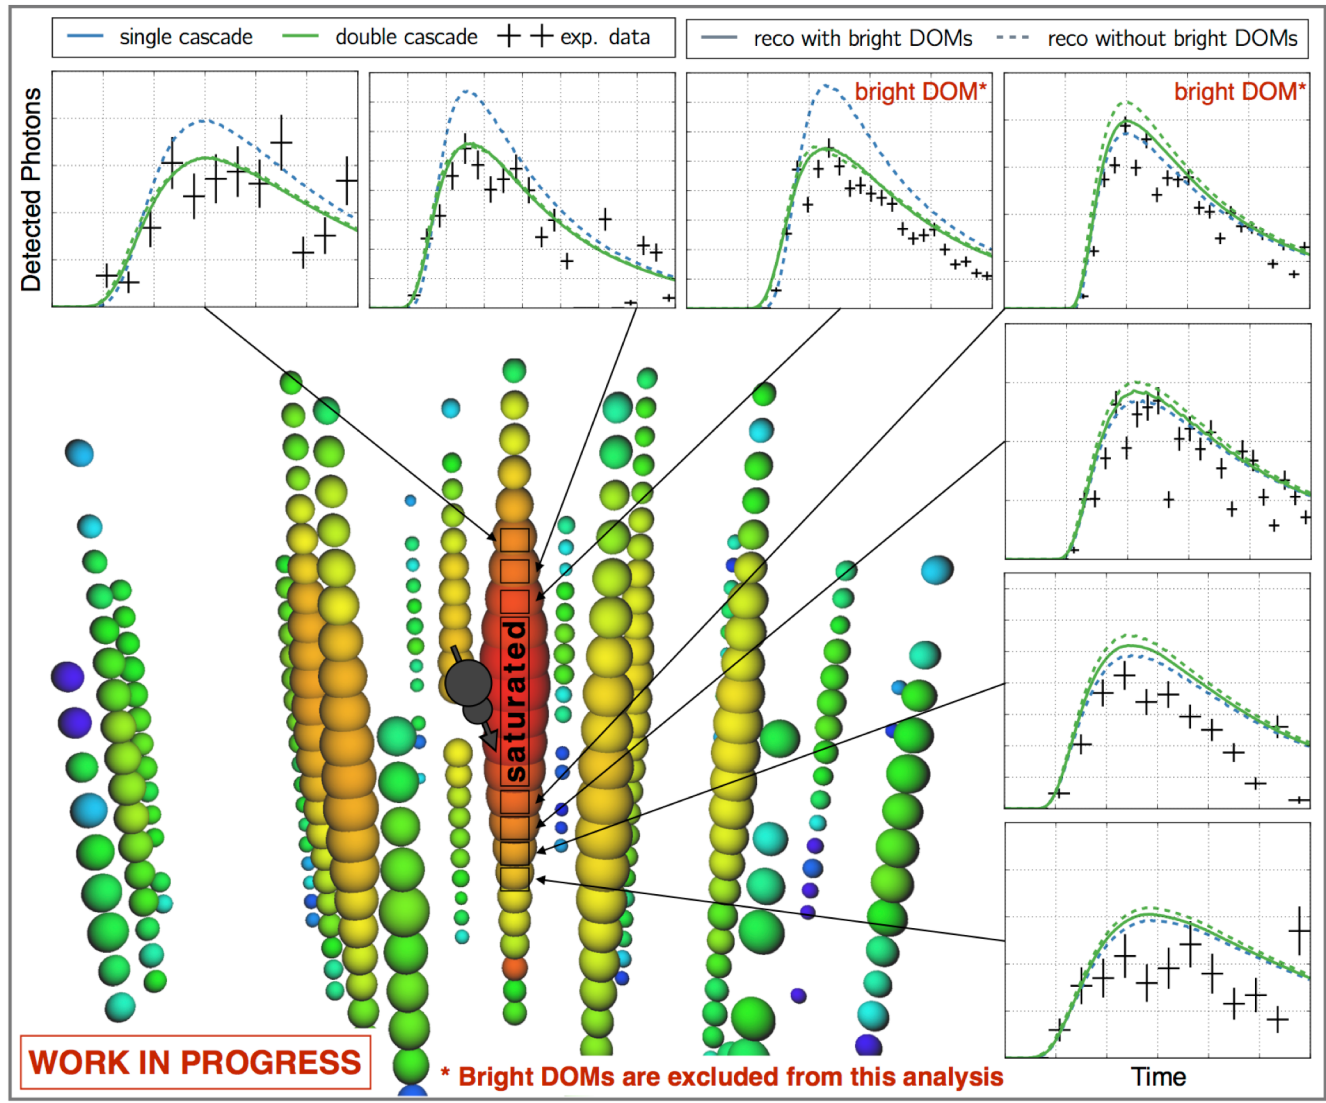 single cascade double cascade exp. data reco with bright DOMs reco without bright DOMs
Detected Photons
bright DOM*
bright DOM*
saturated
WORK IN PROGRESS
* Bright DOMs are excluded from this analysis
Time